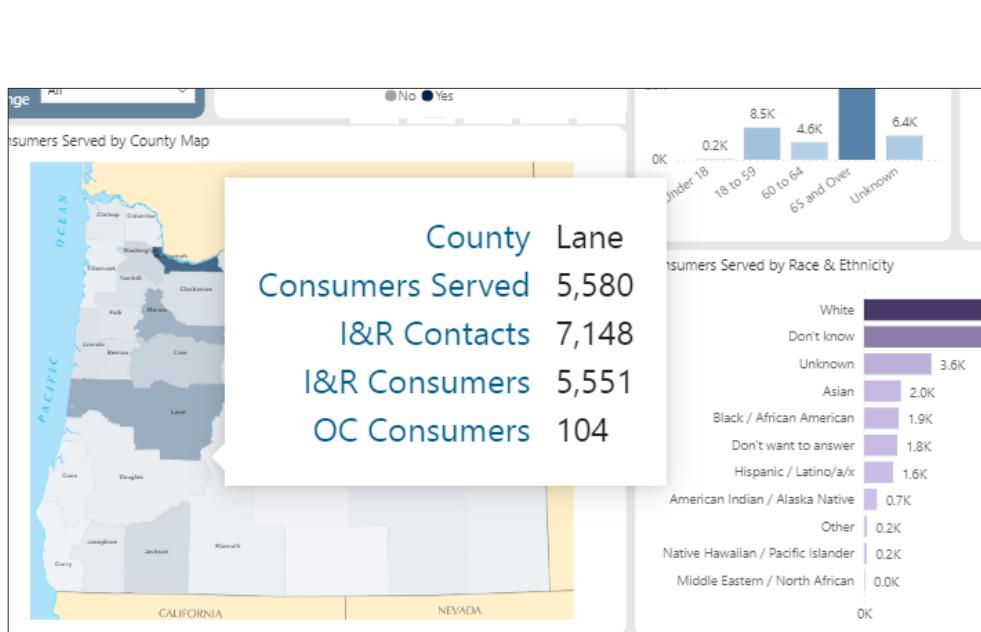 nge
All
No Yes
nsumers Served by County Map
OCEAN
PACIFIC
Clatsop Columbia
Washington
Tillamook
Yamhill
Clackamas
Polk
Marion
Lincoln
Benton
Linn
Lane
Coos
Douglas
Josephine
Jackson
Klamath
Curry
CALIFORNIA
NEVADA
County Lane
Consumers Served 5,580
I&R Contacts 7,148
I&R Consumers 5,551
OC Consumers 104
8.5K
4.6K
6.4K
0.2K
0K
Under 18
18 to 59
60 to 64
65 and Over
Unknown
nsumers Served by Race & Ethnicity
White
Don't know
Unknown 3.6K
Asian 2.0K
Black / African American 1.9K
Don't want to answer 1.8K
Hispanic / Latino/a/x 1.6K
American Indian / Alaska Native 0.7K
Other 0.2K
Native Hawaiian / Pacific Islander 0.2K
Middle Eastern / North African 0.0K
0K